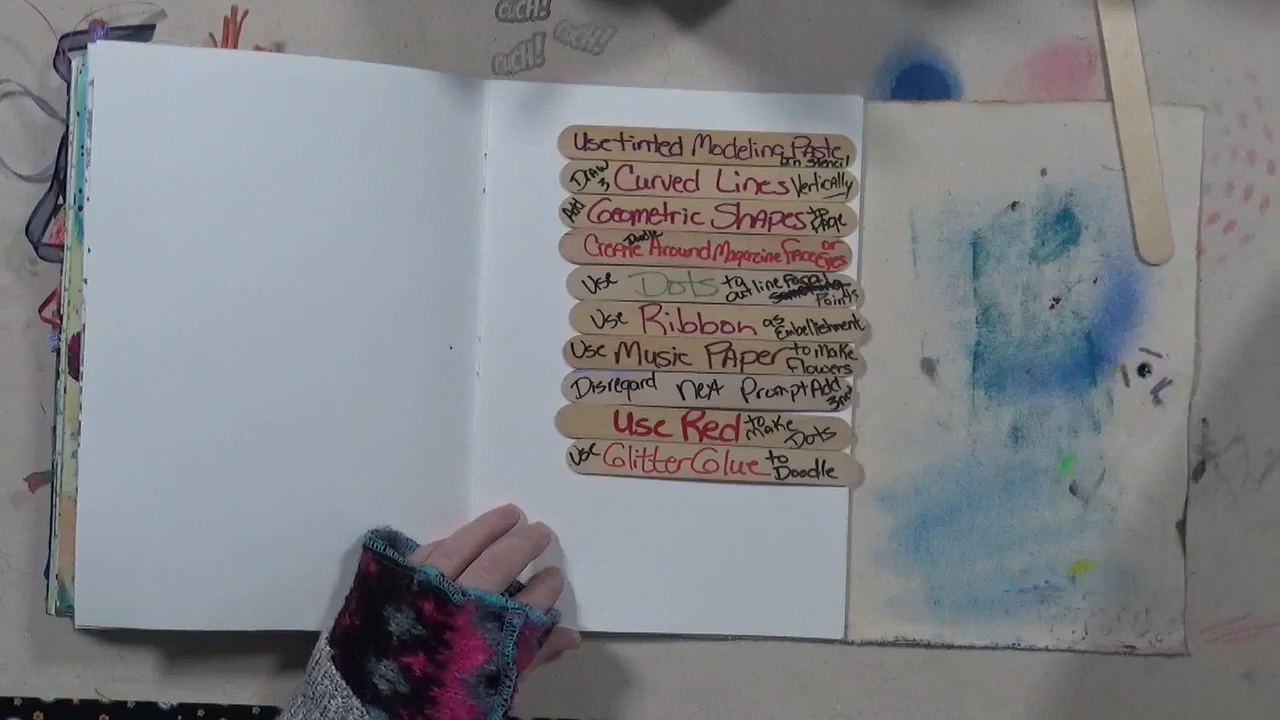 OUCH!
OUCH!
OUCH!
Use tinted Modeling Paste on Stencil
Draw 3 Curved Lines Vertically
Add Geometric Shapes to page
Create Doodle Around Magazine Face or Eyes
Use Dots to outline Focal Points
Use Ribbon as Embellishment
Use Music Paper to make Flowers
Disregard next Prompt Add 3rd
Use Red to make Dots
Use Glitter Glue to Doodle